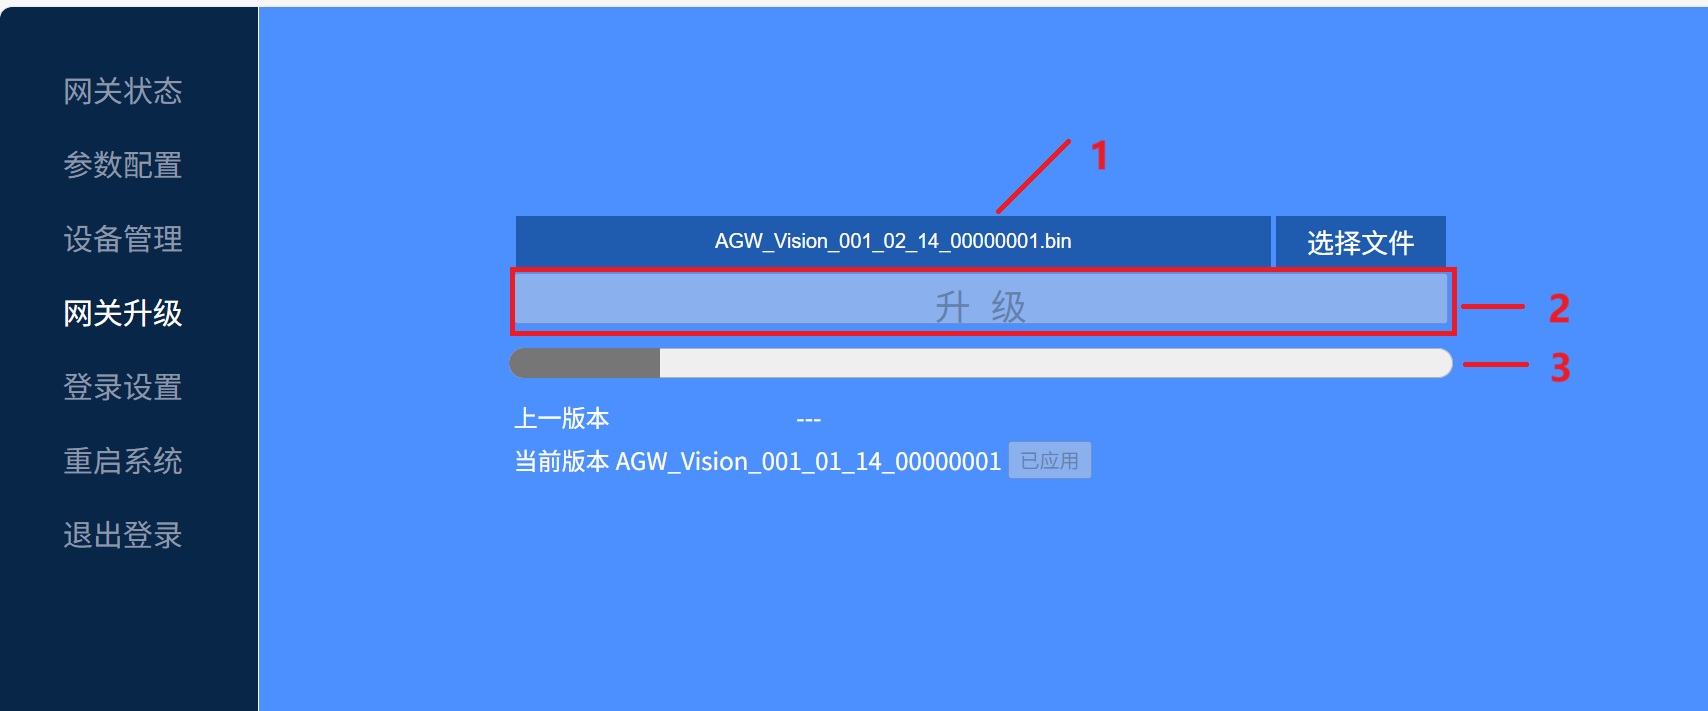 网关状态
参数配置
设备管理
网关升级
登录设置
重启系统
退出登录
1
AGW_Vision_001_02_14_00000001.bin 选择文件
升 级 2
3
上一版本 ---
当前版本 AGW_Vision_001_01_14_00000001 已应用